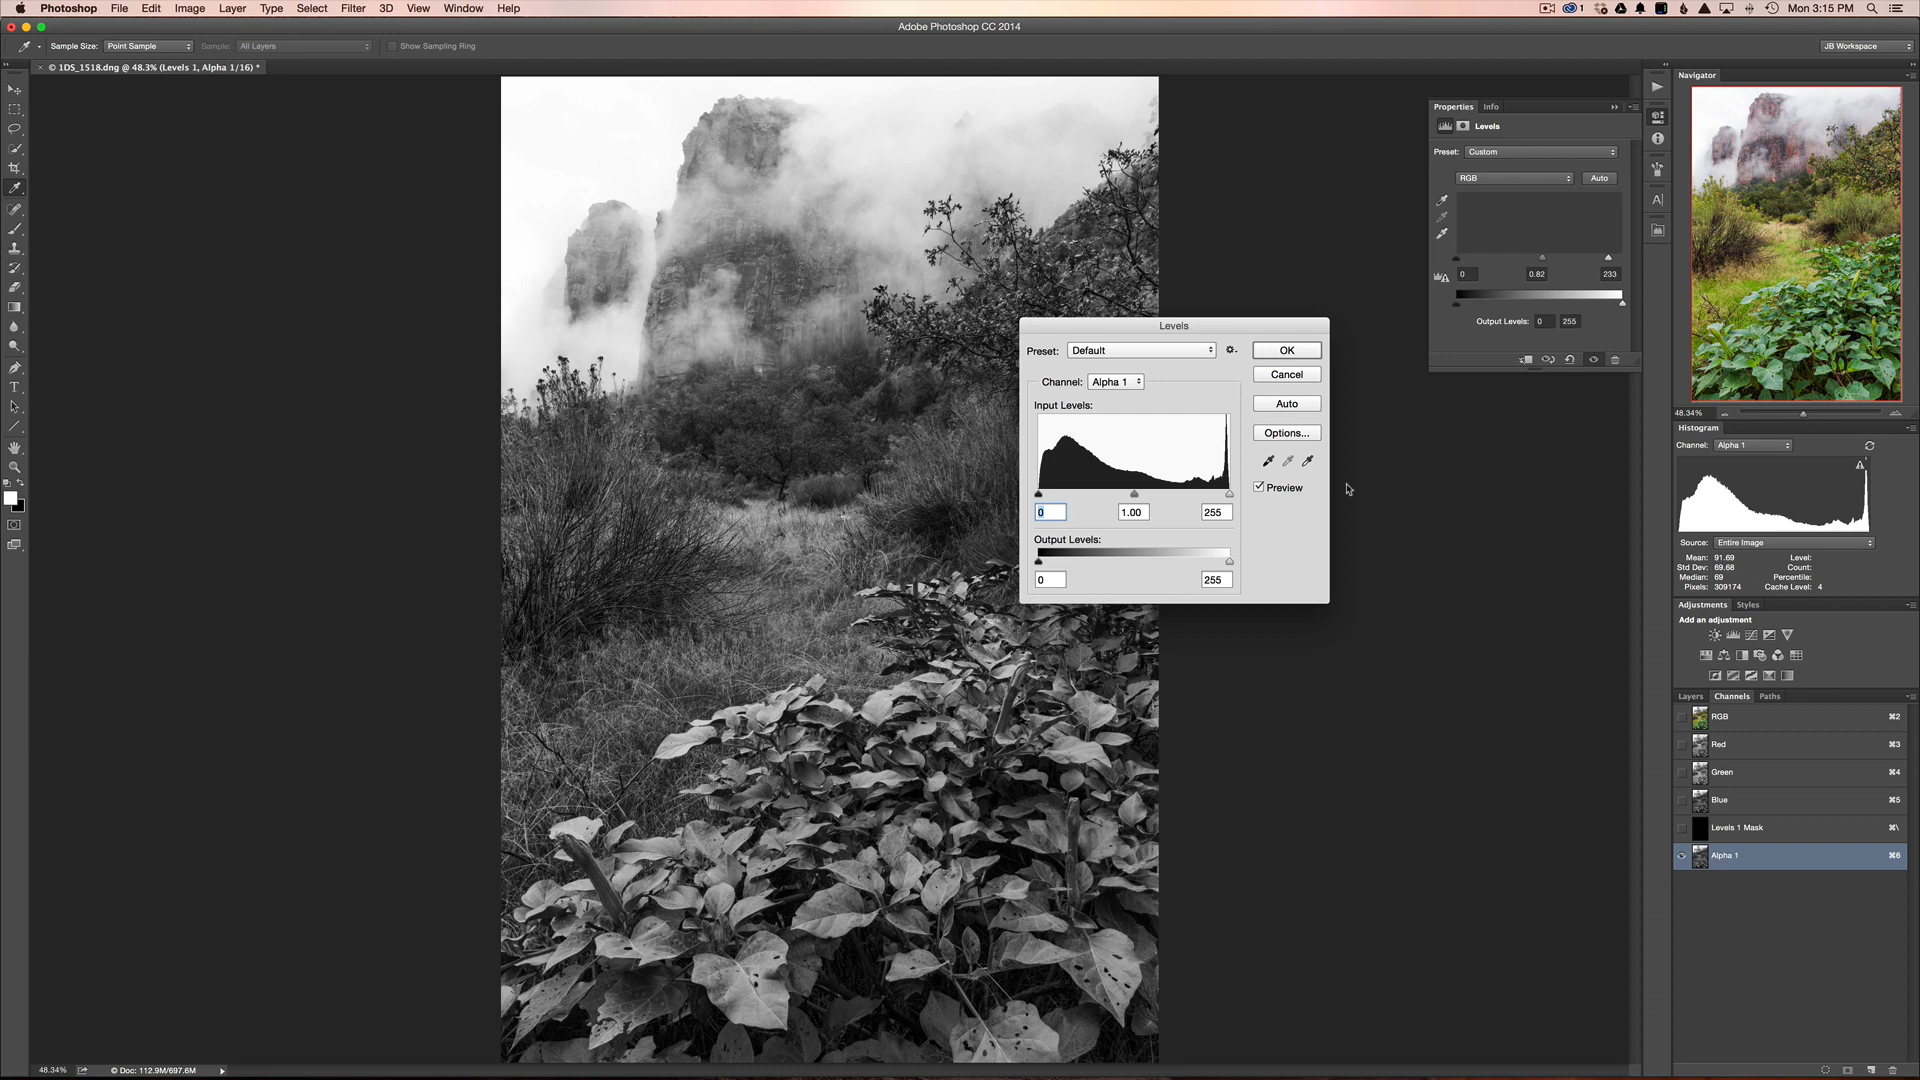 Photoshop File Edit Image Layer Type Select Filter 3D View Window Help
1 Mon 3:15 PM
Adobe Photoshop CC 2014
Sample Size: Point Sample Sample: All Layers Show Sampling Ring JB Workspace
× © 1DS_1518.dng @ 48.3% (Levels 1, Alpha 1/16) *
Navigator
48.34%
Properties Info
Levels
Preset: Custom
RGB Auto
0 0.82 233
Output Levels: 0 255
Levels
Preset: Default OK
Cancel
Channel: Alpha 1
Input Levels: Auto
Options...
Preview
0 1.00 255
Output Levels:
0 255
Histogram
Channel: Alpha 1
Source: Entire Image
Mean: 91.69 Level:
Std Dev: 69.68 Count:
Median: 69 Percentile:
Pixels: 309174 Cache Level: 4
Adjustments Styles
Add an adjustment
Layers Channels Paths
RGB ⌘2
Red ⌘3
Green ⌘4
Blue ⌘5
Levels 1 Mask ⌘\
Alpha 1 ⌘6
48.34% © Doc: 112.9M/697.6M